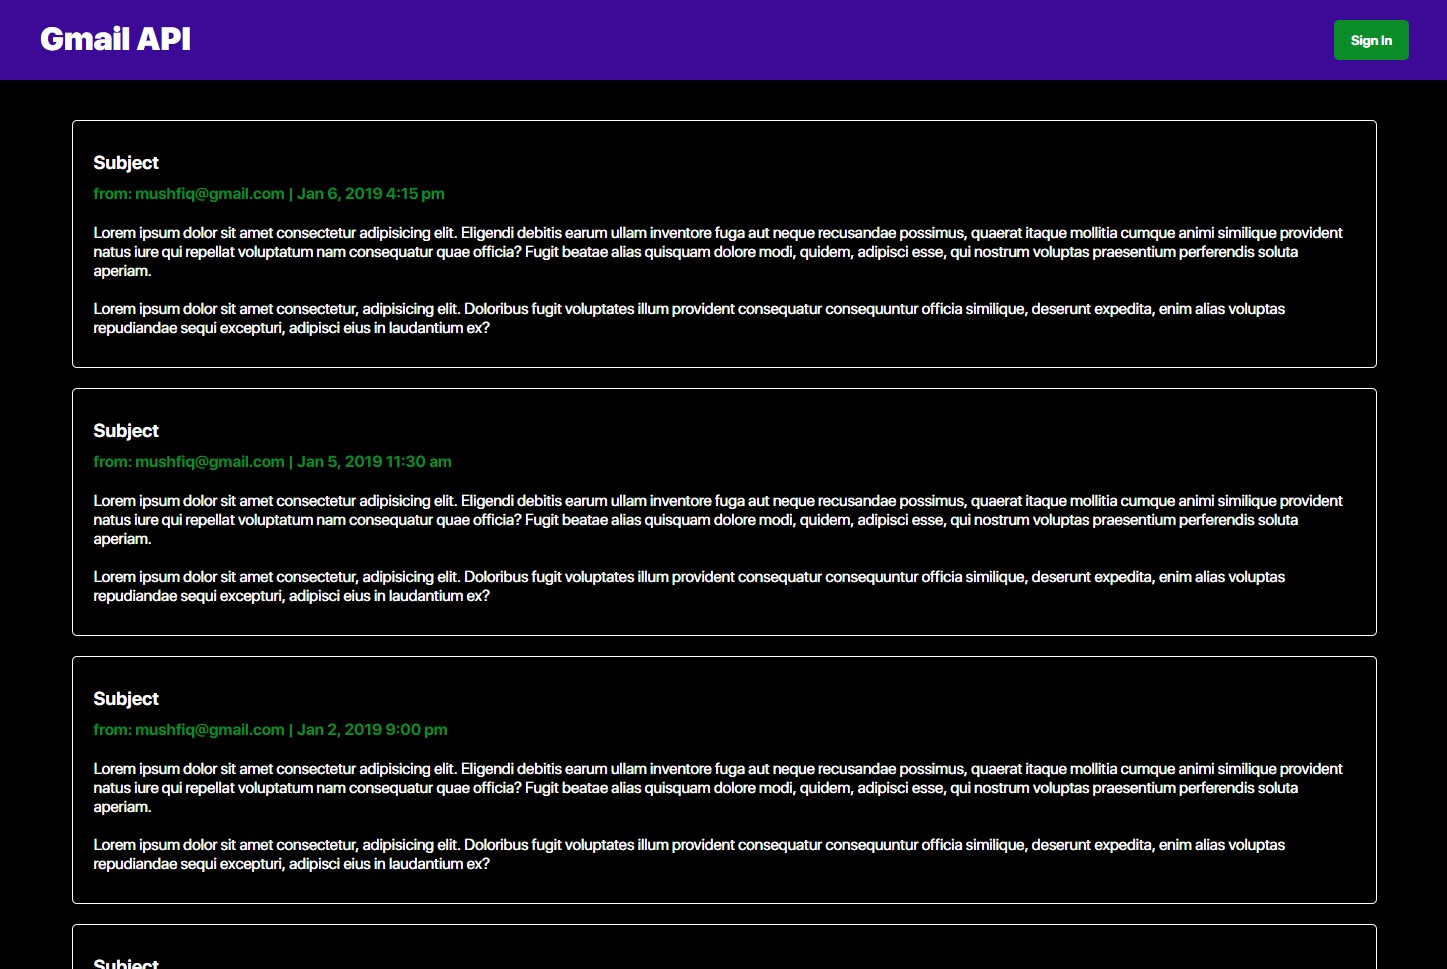 Gmail API
Sign In
Subject
from: mushfiq@gmail.com | Jan 6, 2019 4:15 pm
Lorem ipsum dolor sit amet consectetur adipisicing elit. Eligendi debitis earum ullam inventore fuga aut neque recusandae possimus, quaerat itaque mollitia cumque animi similique provident
natus iure qui repellat voluptatum nam consequatur quae officia? Fugit beatae alias quisquam dolore modi, quidem, adipisci esse, qui nostrum voluptas praesentium perferendis soluta
aperiam.
Lorem ipsum dolor sit amet consectetur, adipisicing elit. Doloribus fugit voluptates illum provident consequatur consequuntur officia similique, deserunt expedita, enim alias voluptas
repudiandae sequi excepturi, adipisci eius in laudantium ex?
Subject
from: mushfiq@gmail.com | Jan 5, 2019 11:30 am
Lorem ipsum dolor sit amet consectetur adipisicing elit. Eligendi debitis earum ullam inventore fuga aut neque recusandae possimus, quaerat itaque mollitia cumque animi similique provident
natus iure qui repellat voluptatum nam consequatur quae officia? Fugit beatae alias quisquam dolore modi, quidem, adipisci esse, qui nostrum voluptas praesentium perferendis soluta
aperiam.
Lorem ipsum dolor sit amet consectetur, adipisicing elit. Doloribus fugit voluptates illum provident consequatur consequuntur officia similique, deserunt expedita, enim alias voluptas
repudiandae sequi excepturi, adipisci eius in laudantium ex?
Subject
from: mushfiq@gmail.com | Jan 2, 2019 9:00 pm
Lorem ipsum dolor sit amet consectetur adipisicing elit. Eligendi debitis earum ullam inventore fuga aut neque recusandae possimus, quaerat itaque mollitia cumque animi similique provident
natus iure qui repellat voluptatum nam consequatur quae officia? Fugit beatae alias quisquam dolore modi, quidem, adipisci esse, qui nostrum voluptas praesentium perferendis soluta
aperiam.
Lorem ipsum dolor sit amet consectetur, adipisicing elit. Doloribus fugit voluptates illum provident consequatur consequuntur officia similique, deserunt expedita, enim alias voluptas
repudiandae sequi excepturi, adipisci eius in laudantium ex?
Subject